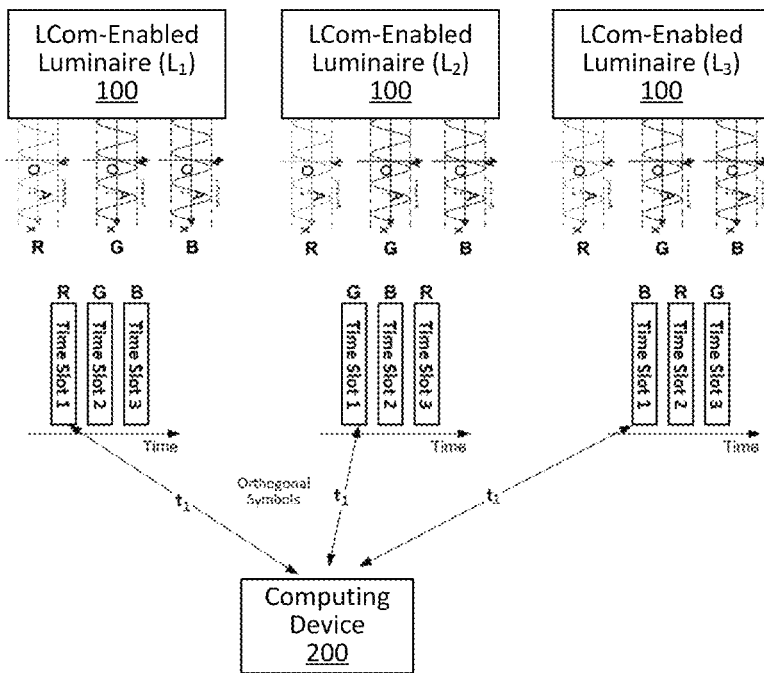 LCom-Enabled
Luminaire (L₁)
100
LCom-Enabled
Luminaire (L₂)
100
LCom-Enabled
Luminaire (L₃)
100
O
A
x
O
A
x
O
A
x
O
A
x
O
A
x
O
A
x
O
A
x
O
A
x
O
A
x
R G B
R G B
R G B
R G B
G B R
B R G
Time Slot 1
Time Slot 2
Time Slot 3
Time Slot 1
Time Slot 2
Time Slot 3
Time Slot 1
Time Slot 2
Time Slot 3
Time
Time
Time
Orthogonal
Symbols
t₁
t₁
t₁
Computing
Device
200